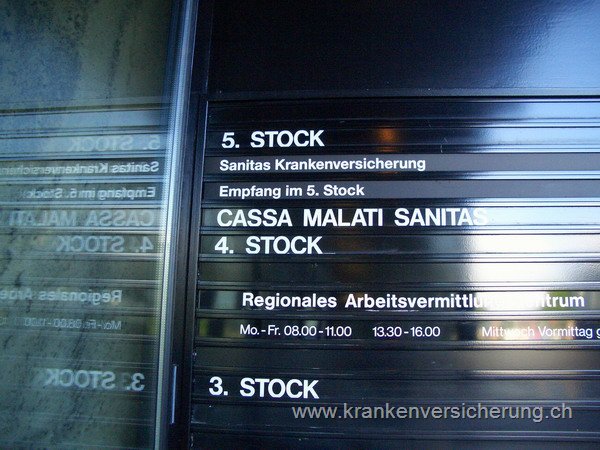 5. STOCK
Sanitas Krankenversicherung
Empfang im 5. Stock
CASSA MALATI SANITAS
4. STOCK
Regionales Arbeitsvermittlungszentrum
Mo.-Fr. 08.00-11.00 13.30-16.00 Mittwoch Vormittag
3. STOCK
www.krankenversicherung.ch